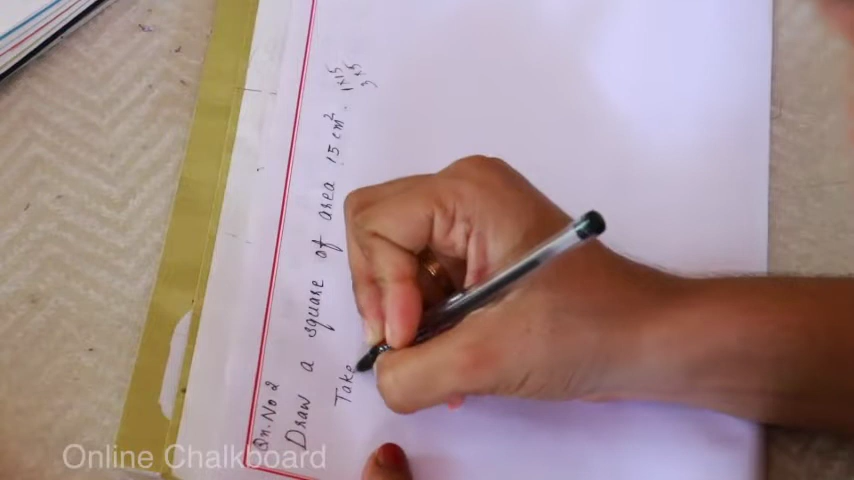 Qn. No 2
Draw a square of area 15 cm². 1×15
3×5
Take
Online Chalkboard